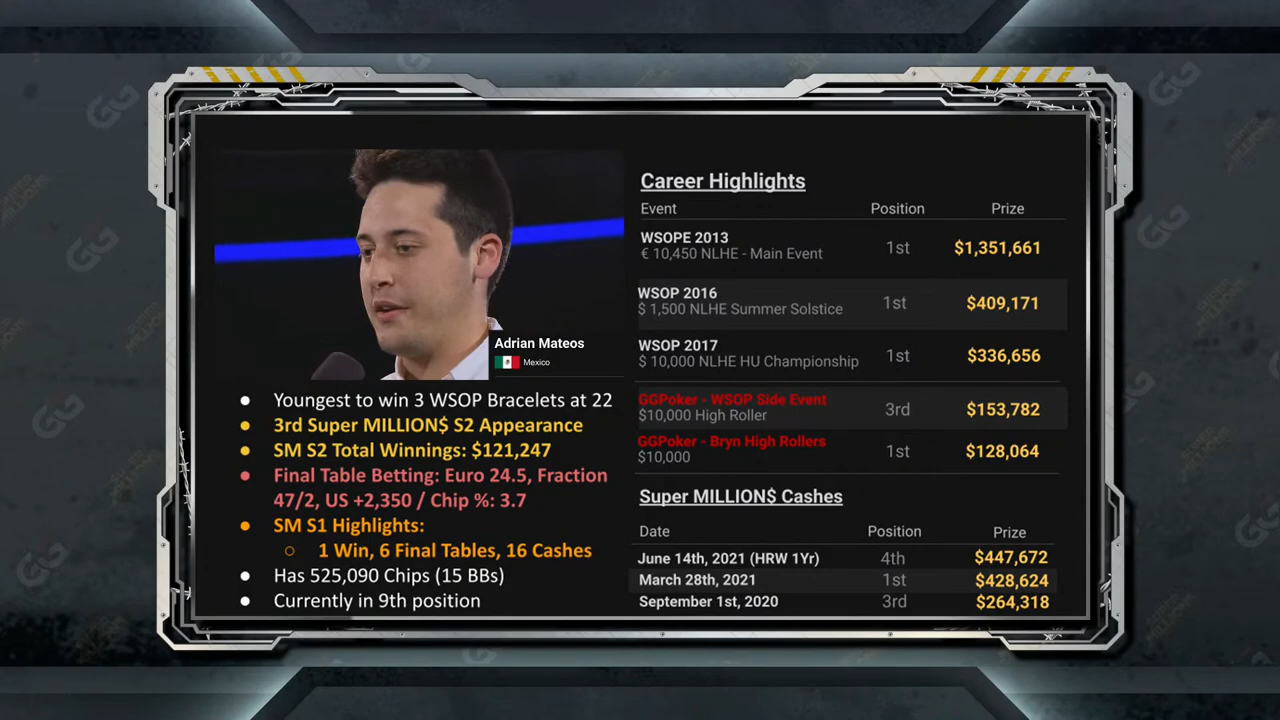 Adrian Mateos
Mexico
● Youngest to win 3 WSOP Bracelets at 22
● 3rd Super MILLION$ S2 Appearance
● SM S2 Total Winnings: $121,247
● Final Table Betting: Euro 24.5, Fraction
47/2, US +2,350 / Chip %: 3.7
● SM S1 Highlights:
○ 1 Win, 6 Final Tables, 16 Cashes
● Has 525,090 Chips (15 BBs)
● Currently in 9th position
Career Highlights
Event Position Prize
WSOPE 2013
€ 10,450 NLHE - Main Event 1st $1,351,661
WSOP 2016
$ 1,500 NLHE Summer Solstice 1st $409,171
WSOP 2017
$ 10,000 NLHE HU Championship 1st $336,656
GGPoker - WSOP Side Event
$10,000 High Roller 3rd $153,782
GGPoker - Bryn High Rollers
$10,000 1st $128,064
Super MILLION$ Cashes
Date Position Prize
June 14th, 2021 (HRW 1Yr) 4th $447,672
March 28th, 2021 1st $428,624
September 1st, 2020 3rd $264,318